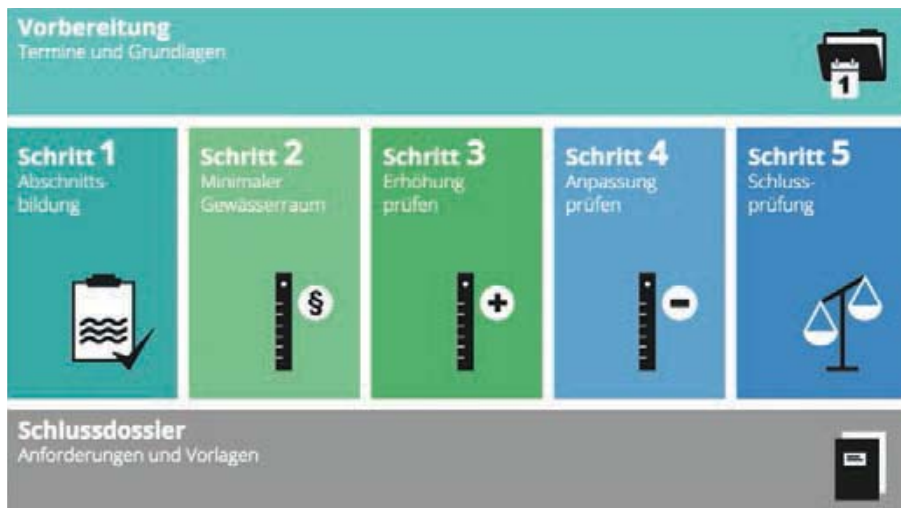 Vorbereitung
Termine und Grundlagen
1
Schritt 1
Abschnitts-
bildung
Schritt 2
Minimaler
Gewässerraum
§
Schritt 3
Erhöhung
prüfen
+
Schritt 4
Anpassung
prüfen
-
Schritt 5
Schluss-
prüfung
Schlussdossier
Anforderungen und Vorlagen